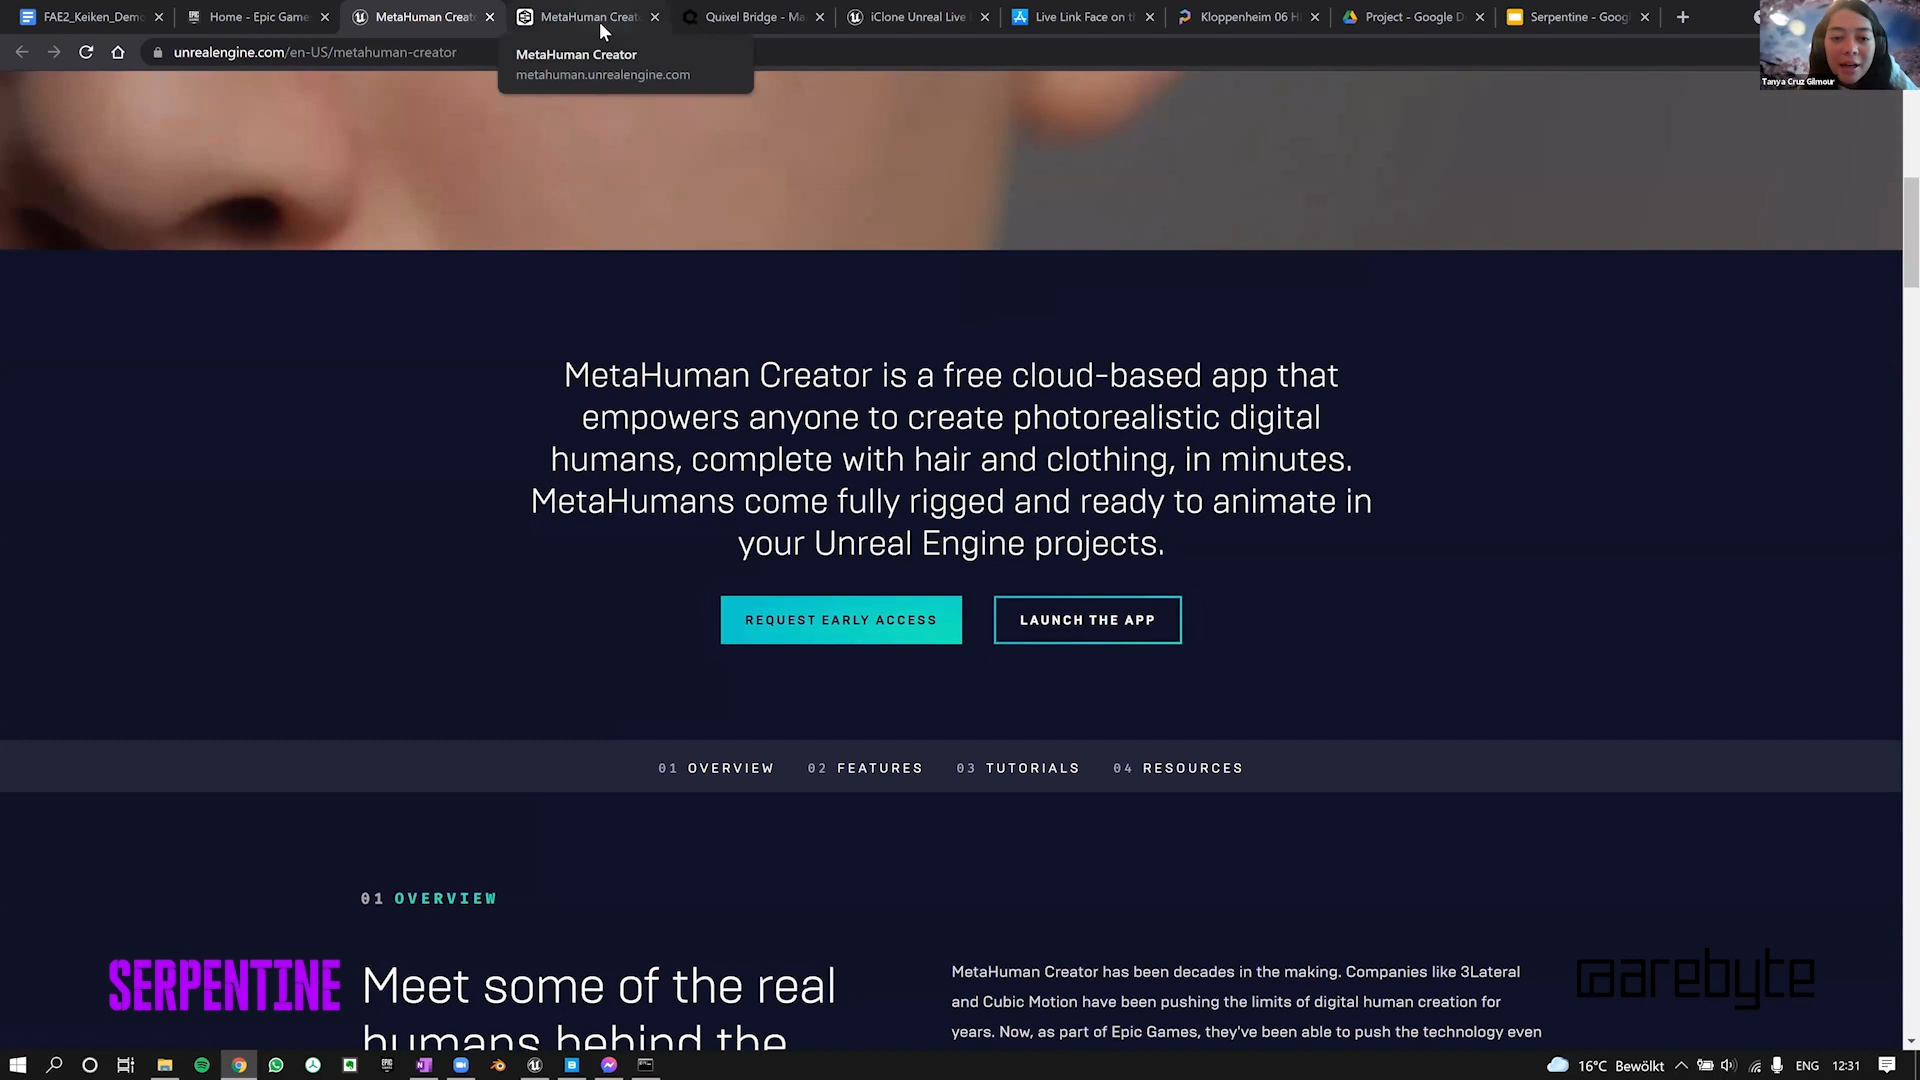 FAE2_Keiken_Demo
Home - Epic Game
MetaHuman Creat
MetaHuman Creat
Quixel Bridge - Ma
iClone Unreal Live
Live Link Face on t
Kloppenheim 06 H
Project - Google D
Serpentine - Goog
unrealengine.com/en-US/metahuman-creator
MetaHuman Creator
metahuman.unrealengine.com
Tanya Cruz Gilmour
MetaHuman Creator is a free cloud-based app that
empowers anyone to create photorealistic digital
humans, complete with hair and clothing, in minutes.
MetaHumans come fully rigged and ready to animate in
your Unreal Engine projects.
REQUEST EARLY ACCESS
LAUNCH THE APP
01 OVERVIEW
02 FEATURES
03 TUTORIALS
04 RESOURCES
01 OVERVIEW
SERPENTINE
Meet some of the real
humans behind the
MetaHuman Creator has been decades in the making. Companies like 3Lateral
and Cubic Motion have been pushing the limits of digital human creation for
years. Now, as part of Epic Games, they've been able to push the technology even
@arebyte
16°C Bewölkt
ENG
12:31